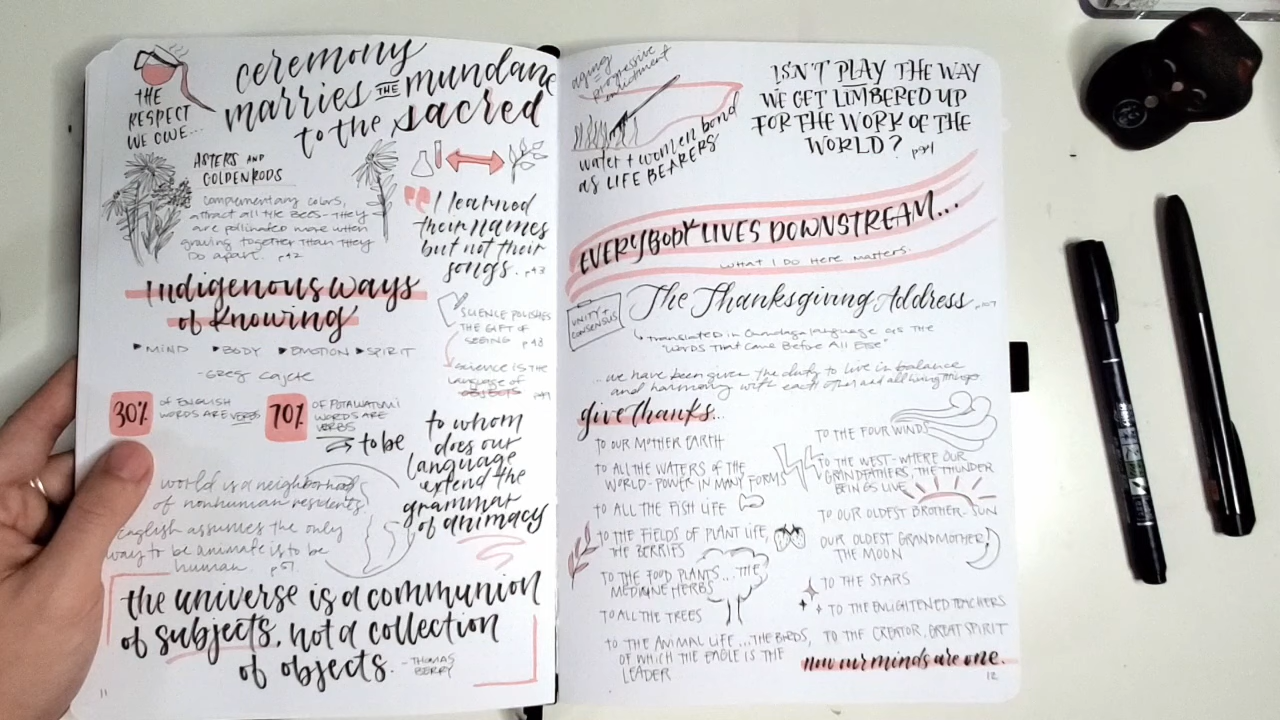 THE
RESPECT
WE OWE...
ceremony
marries THE mundane
to the sacred
ASTERS AND
GOLDENRODS
complementary colors,
attract all the bees - they
are pollinated more when
growing together than they
do apart. p42
"I learned
their names
but not their
songs. p43
Indigenous ways
of Knowing
MIND BODY EMOTION SPIRIT
- Greg Cajete
SCIENCE POLISHES
THE GIFT OF
SEEING p48
science is the
language of
OBJECTS p49
30% OF ENGLISH
WORDS ARE VERBS
70% OF POTAWATOMI
WORDS ARE
VERBS
to be
to whom
does our
language
extend the
grammar
of animacy
world is a neighborhood
of nonhuman residents.
English assumes the only
way to be animate is to be
human. p57
the universe is a communion
of subjects, not a collection
of objects. - THOMAS
BERRY
11
aging =
progressive
enrichment
water + women bond
as LIFE BEARERS
ISN'T PLAY THE WAY
WE GET LIMBERED UP
FOR THE WORK OF THE
WORLD? p91
EVERYBODY LIVES DOWNSTREAM...
what I do here matters.
UNITY +
CONSENSUS
The Thanksgiving Address p107
translated in Onondaga language as the
"Words That Came Before All Else"
...we have been given the duty to live in balance
and harmony with each other and all living things.
give thanks...
TO OUR MOTHER EARTH
TO ALL THE WATERS OF THE
WORLD - POWER IN MANY FORMS
TO ALL THE FISH LIFE
TO THE FIELDS OF PLANT LIFE,
THE BERRIES
TO THE FOOD PLANTS... THE
MEDICINE HERBS
TO ALL THE TREES
TO THE ANIMAL LIFE... THE BIRDS,
OF WHICH THE EAGLE IS THE
LEADER
TO THE FOUR WINDS
TO THE WEST - WHERE OUR
GRANDFATHERS, THE THUNDER
BEINGS LIVE
TO OUR OLDEST BROTHER - SUN
OUR OLDEST GRANDMOTHER,
THE MOON
TO THE STARS
TO THE ENLIGHTENED TEACHERS
TO THE CREATOR, GREAT SPIRIT
now our minds are one.
12